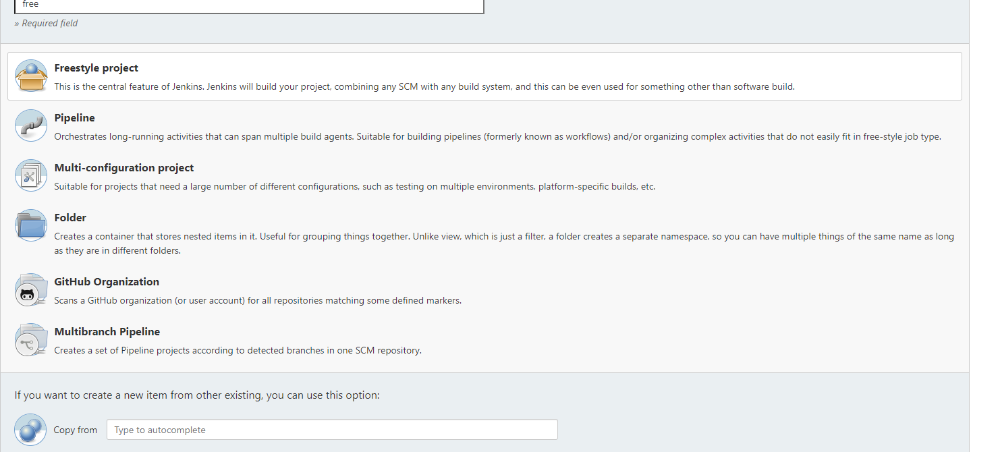 free
» Required field
Freestyle project
This is the central feature of Jenkins. Jenkins will build your project, combining any SCM with any build system, and this can be even used for something other than software build.
Pipeline
Orchestrates long-running activities that can span multiple build agents. Suitable for building pipelines (formerly known as workflows) and/or organizing complex activities that do not easily fit in free-style job type.
Multi-configuration project
Suitable for projects that need a large number of different configurations, such as testing on multiple environments, platform-specific builds, etc.
Folder
Creates a container that stores nested items in it. Useful for grouping things together. Unlike view, which is just a filter, a folder creates a separate namespace, so you can have multiple things of the same name as long
as they are in different folders.
GitHub Organization
Scans a GitHub organization (or user account) for all repositories matching some defined markers.
Multibranch Pipeline
Creates a set of Pipeline projects according to detected branches in one SCM repository.
If you want to create a new item from other existing, you can use this option:
Copy from
Type to autocomplete